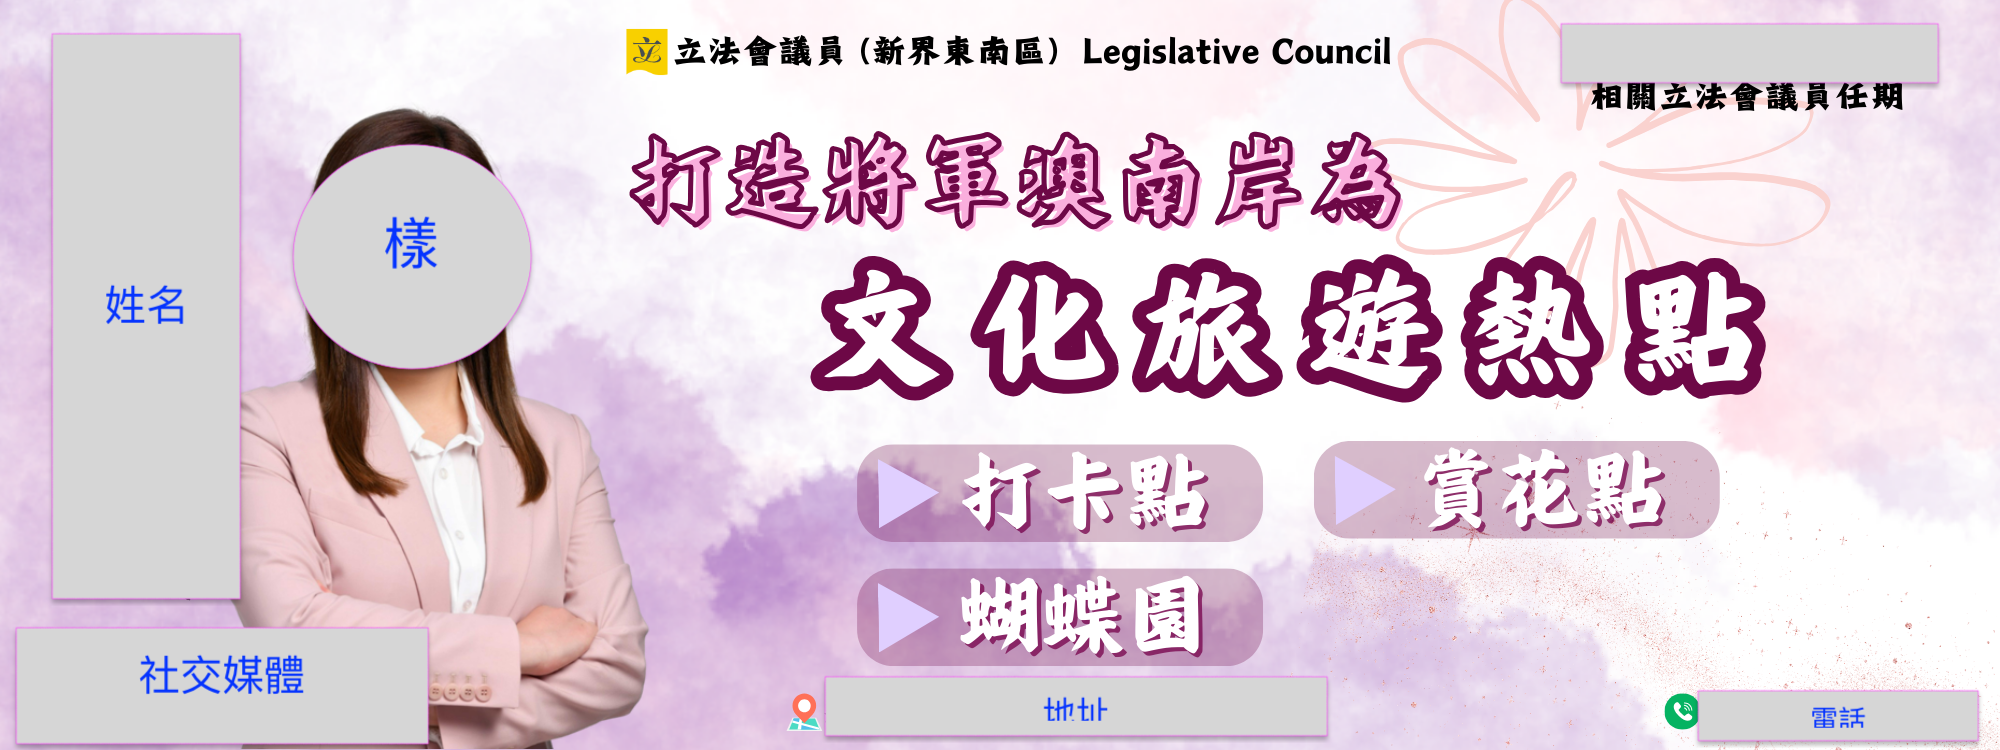 立 立法會議員 (新界東南區) Legislative Council
相關立法會議員任期
打造將軍澳南岸為
文化旅遊熱點
樣
姓名
打卡點
賞花點
蝴蝶園
社交媒體
地址
電話